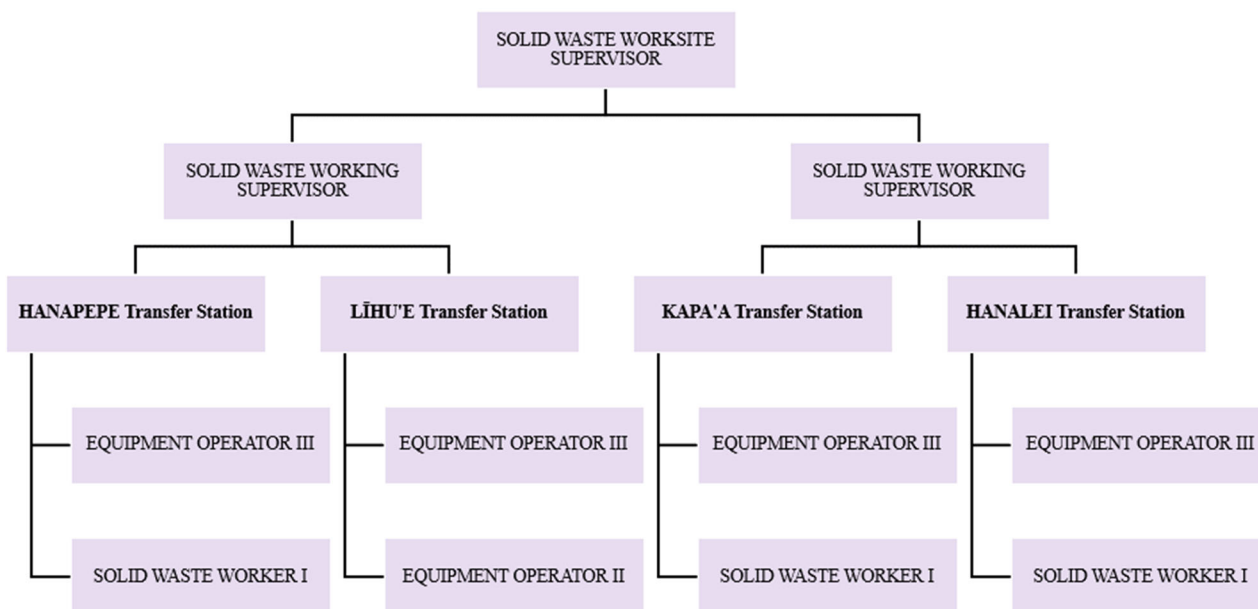 SOLID WASTE WORKSITE
SUPERVISOR
SOLID WASTE WORKING
SUPERVISOR
SOLID WASTE WORKING
SUPERVISOR
HANAPEPE Transfer Station
LĪHU'E Transfer Station
KAPA'A Transfer Station
HANALEI Transfer Station
EQUIPMENT OPERATOR III
EQUIPMENT OPERATOR III
EQUIPMENT OPERATOR III
EQUIPMENT OPERATOR III
SOLID WASTE WORKER I
EQUIPMENT OPERATOR II
SOLID WASTE WORKER I
SOLID WASTE WORKER I